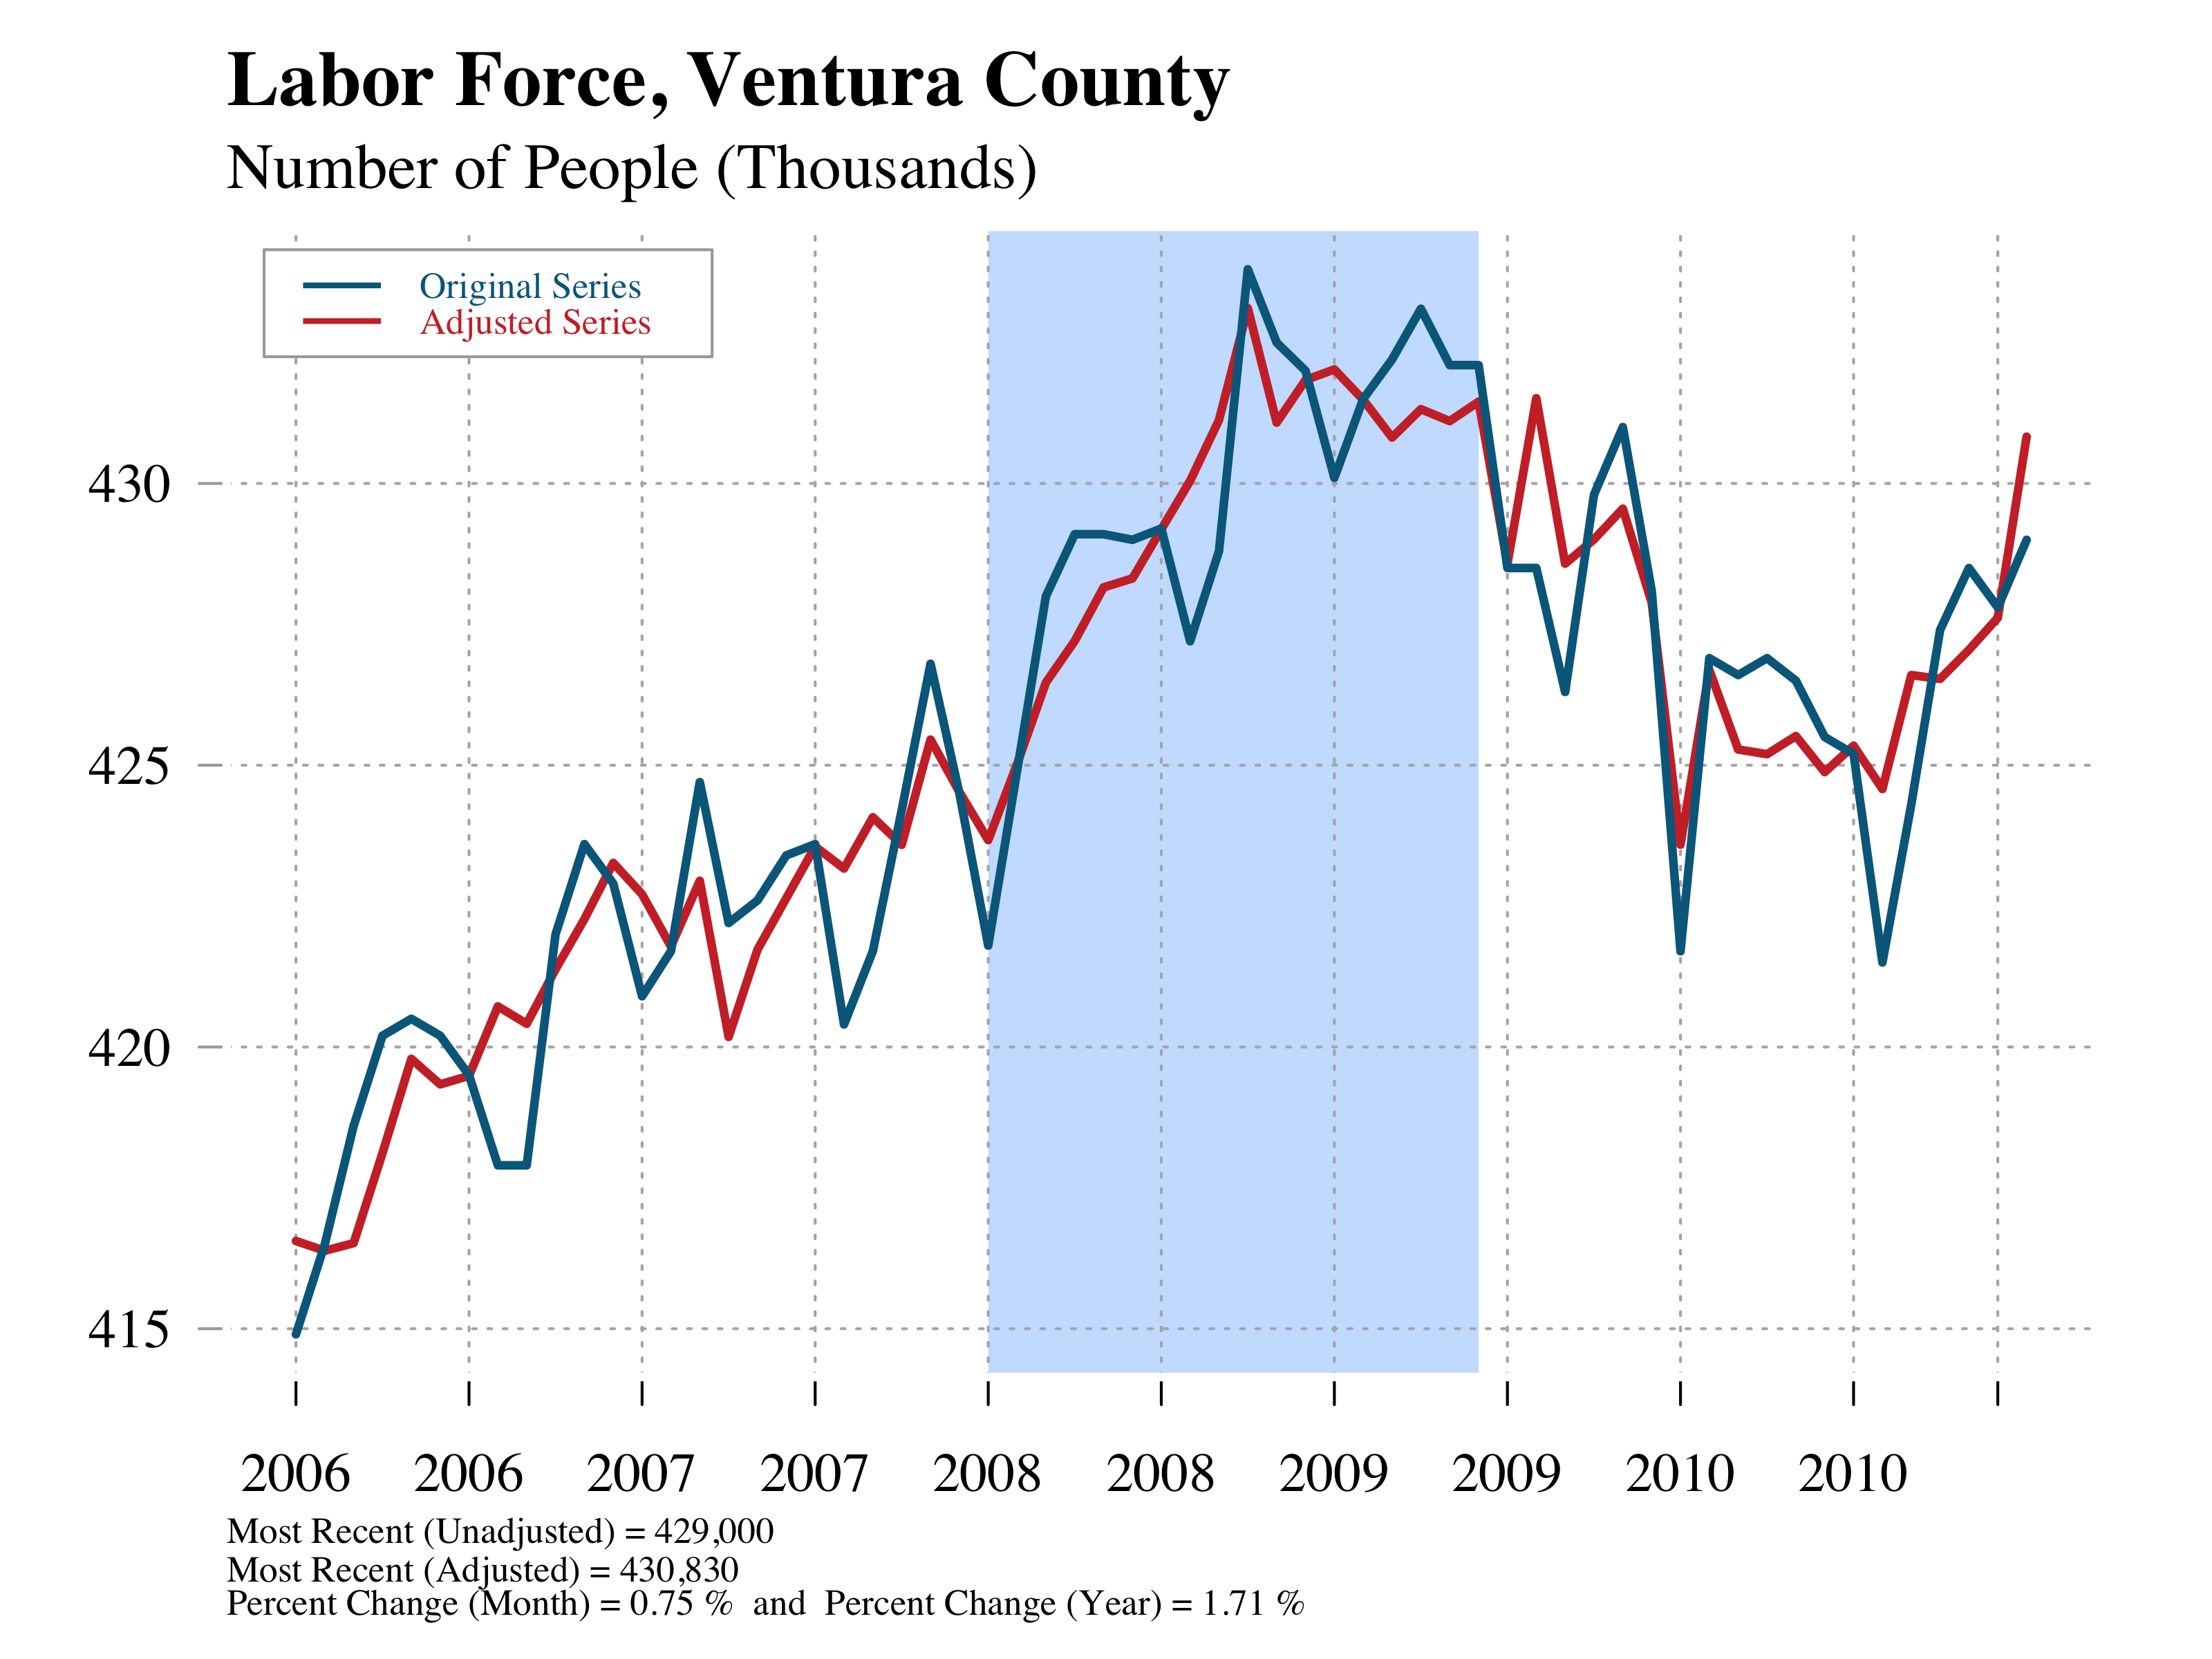 Labor Force, Ventura County
Number of People (Thousands)
Original Series
Adjusted Series
430
425
420
415
2006 2006 2007 2007 2008 2008 2009 2009 2010 2010
Most Recent (Unadjusted) = 429,000
Most Recent (Adjusted) = 430,830
Percent Change (Month) = 0.75 % and Percent Change (Year) = 1.71 %